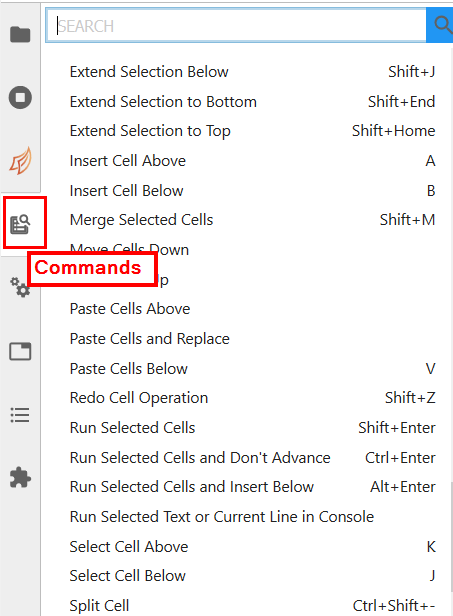 SEARCH
Extend Selection Below Shift+J
Extend Selection to Bottom Shift+End
Extend Selection to Top Shift+Home
Insert Cell Above A
Insert Cell Below B
Merge Selected Cells Shift+M
Move Cells Down
Commands
Paste Cells Above
Paste Cells and Replace
Paste Cells Below V
Redo Cell Operation Shift+Z
Run Selected Cells Shift+Enter
Run Selected Cells and Don't Advance Ctrl+Enter
Run Selected Cells and Insert Below Alt+Enter
Run Selected Text or Current Line in Console
Select Cell Above K
Select Cell Below J
Split Cell Ctrl+Shift+-